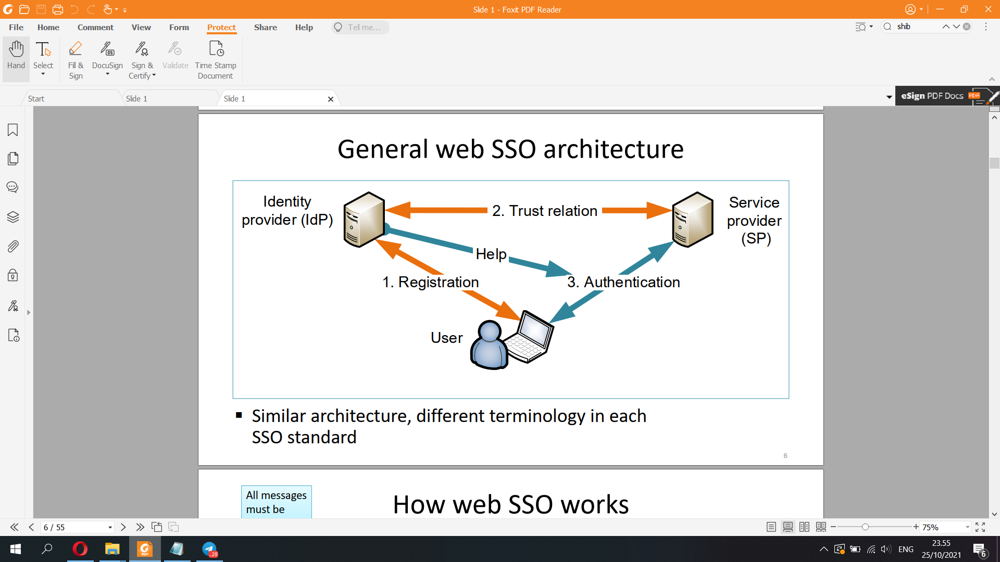 Slide 1 - Foxit PDF Reader
File Home Comment View Form Protect Share Help Tell me... shib
Hand Select Fill & DocuSign Sign & Validate Time Stamp
Sign Certify Document
DS
Start Slide 1 Slide 1 eSign PDF Docs PDF
General web SSO architecture
Identity
provider (IdP)
2. Trust relation
Service
provider
(SP)
Help
1. Registration
3. Authentication
User
▪ Similar architecture, different terminology in each
SSO standard
6
All messages
must be
How web SSO works
6 / 55 75%
PDF ..28 ENG 23.55
25/10/2021 6